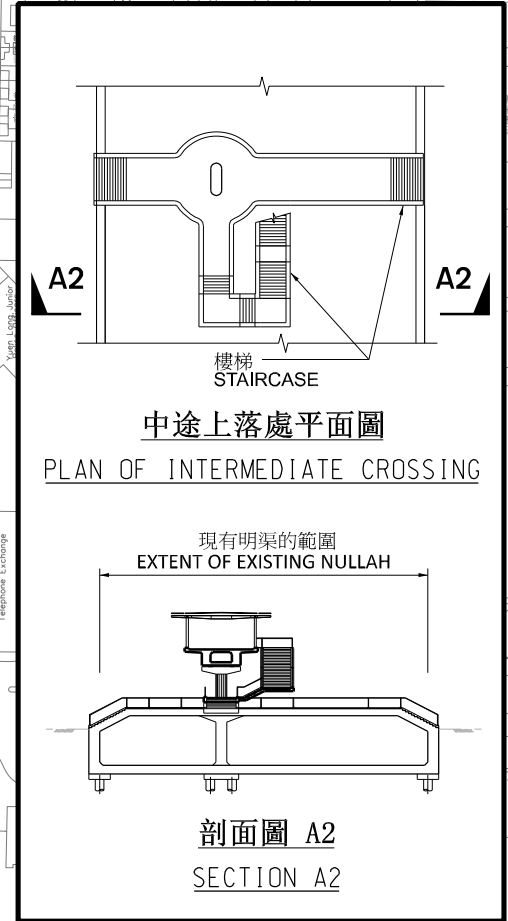 A2
A2
樓梯
STAIRCASE
中途上落處平面圖
PLAN OF INTERMEDIATE CROSSING
現有明渠的範圍
EXTENT OF EXISTING NULLAH
剖面圖 A2
SECTION A2
Yuen Long Junior
Telephone Exchange